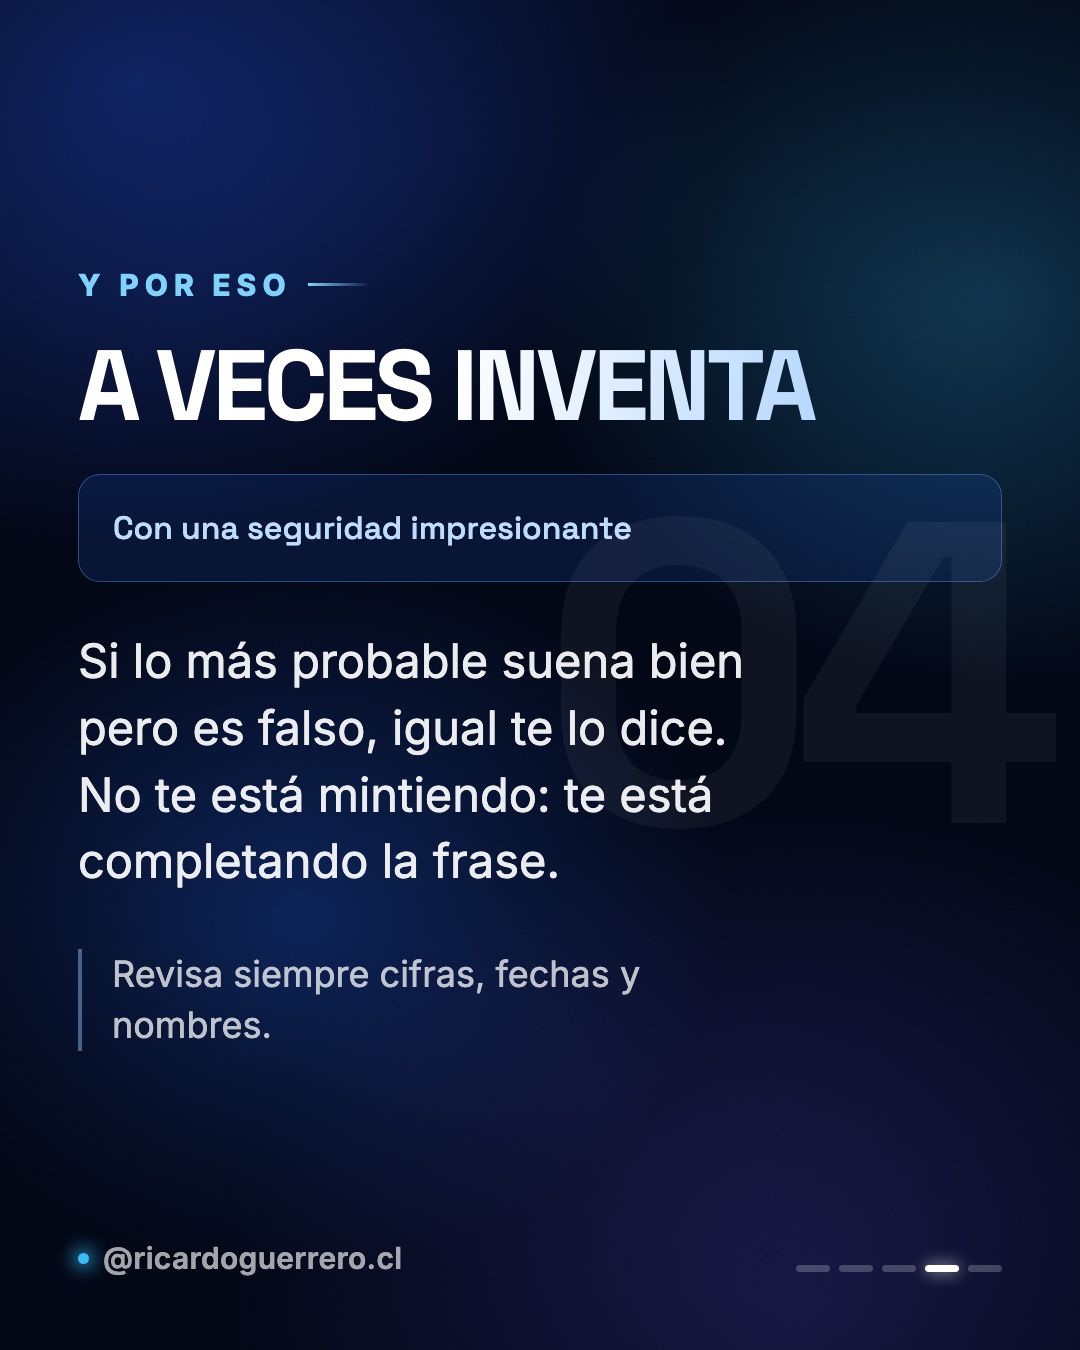 Y POR ESO
A VECES INVENTA
Con una seguridad impresionante
04
Si lo más probable suena bien
pero es falso, igual te lo dice.
No te está mintiendo: te está
completando la frase.
Revisa siempre cifras, fechas y
nombres.
@ricardoguerrero.cl